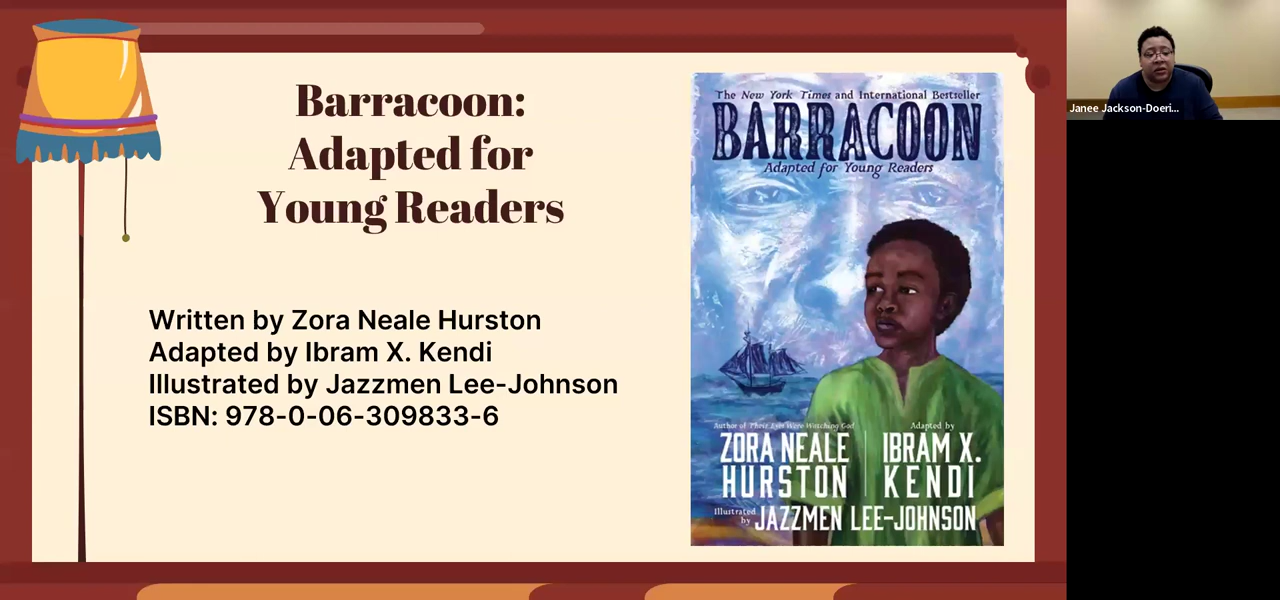 Barracoon:
Adapted for
Young Readers
Written by Zora Neale Hurston
Adapted by Ibram X. Kendi
Illustrated by Jazzmen Lee-Johnson
ISBN: 978-0-06-309833-6
The New York Times and International Bestseller
BARRACOON
Adapted for Young Readers
Author of Their Eyes Were Watching God
ZORA NEALE
HURSTON
Adapted by
IBRAM X.
KENDI
Illustrated
by JAZZMEN LEE-JOHNSON
Janee Jackson-Doeri...